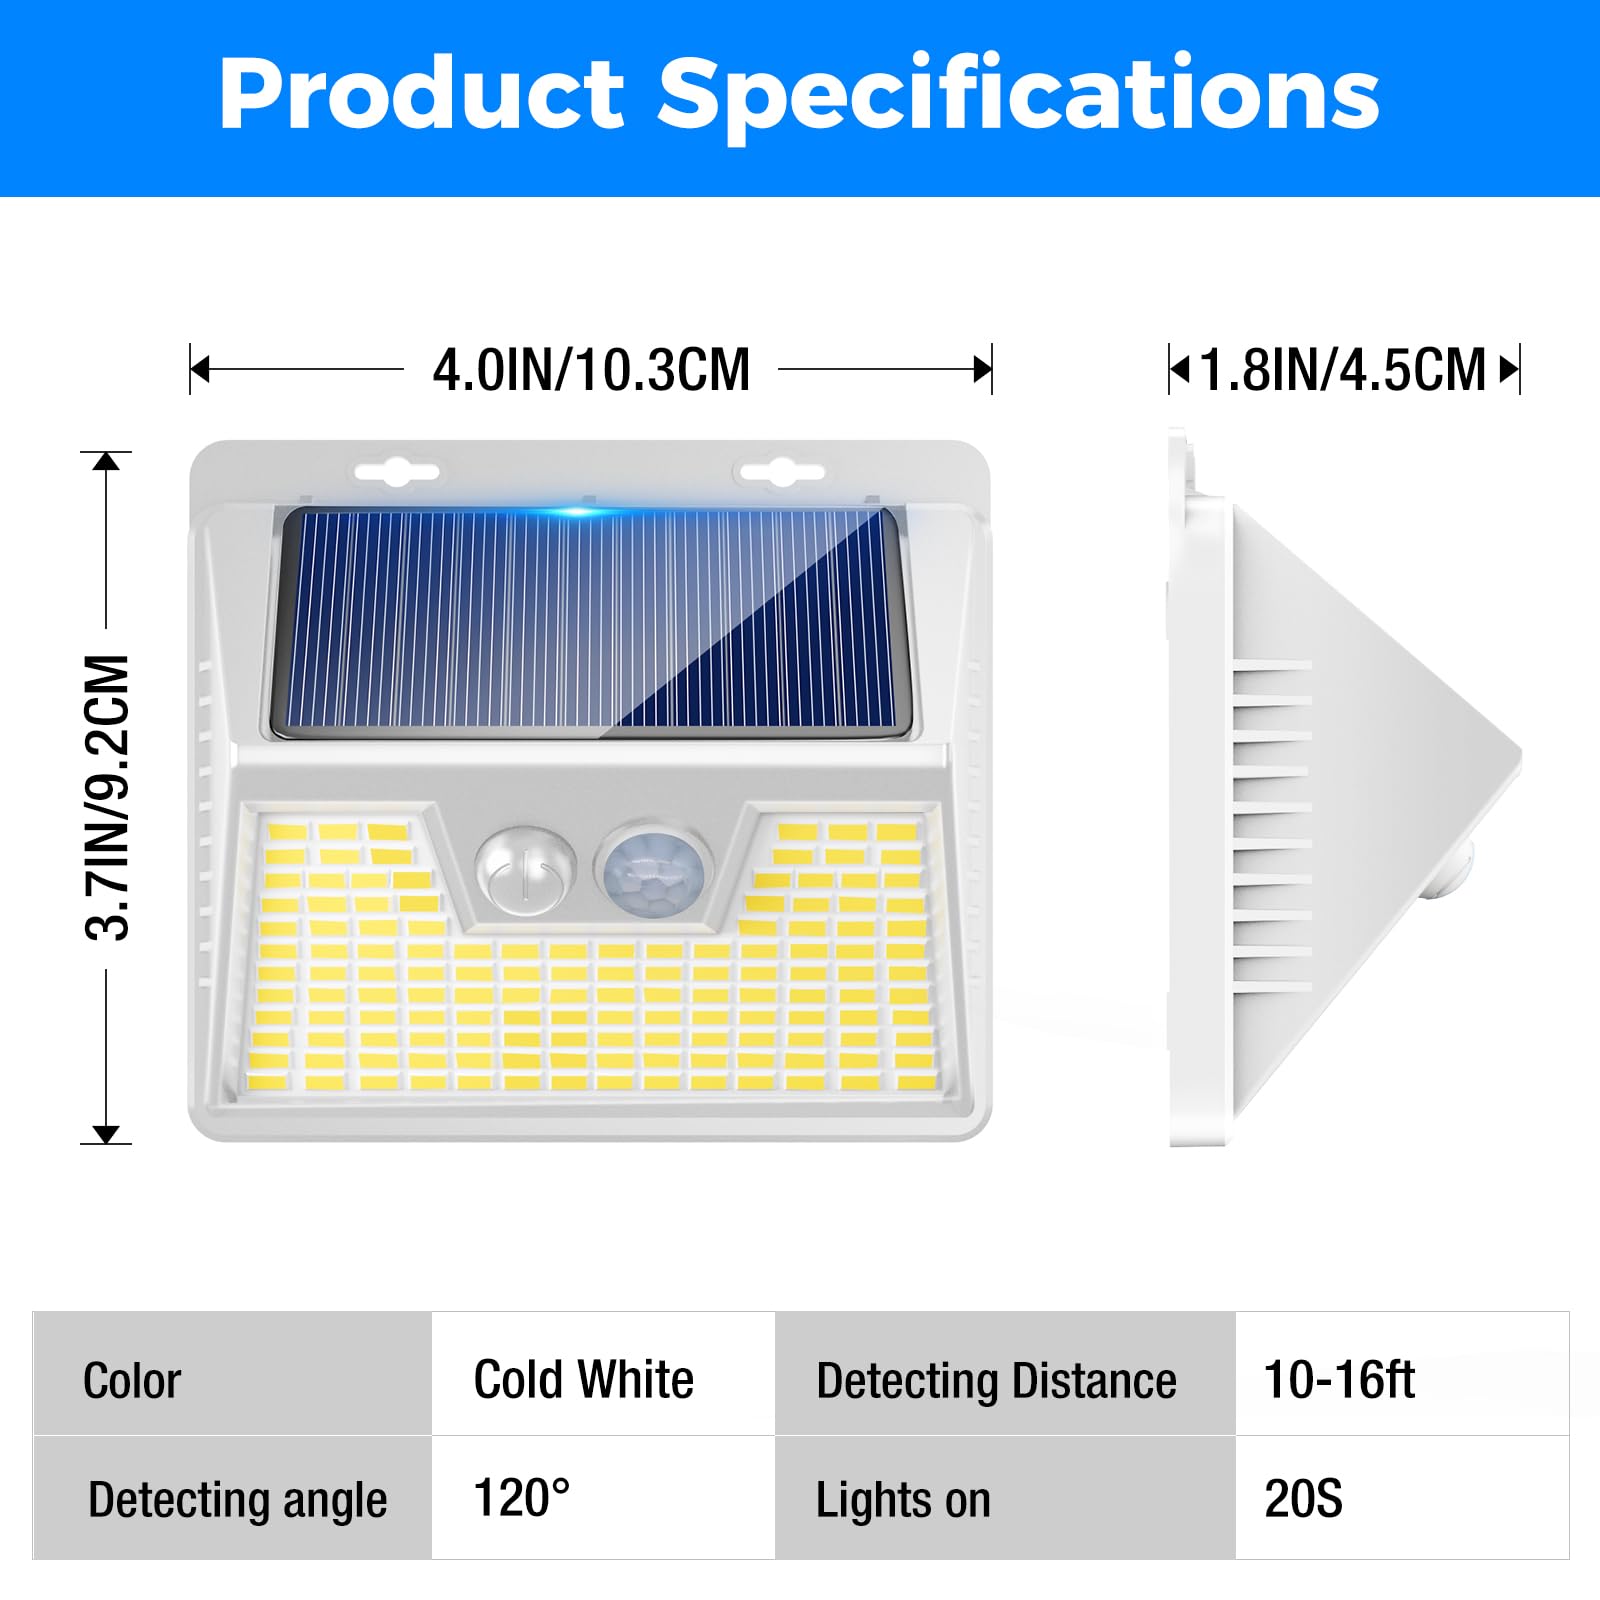 Product Specifications
4.0IN/10.3CM
1.8IN/4.5CM
3.7IN/9.2CM
Color
Cold White
Detecting Distance
10-16ft
Detecting angle
120°
Lights on
20S